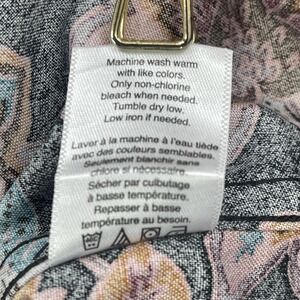 Machine wash warm
with like colors.
Only non-chlorine
bleach when needed.
Tumble dry low.
Low iron if needed.
Laver à la machine à l'eau tiède
avec des couleurs semblables.
Seulement blanchir sans
chlore si nécessaire.
Sécher par culbutage
à basse température.
Repasser à basse
température au besoin.